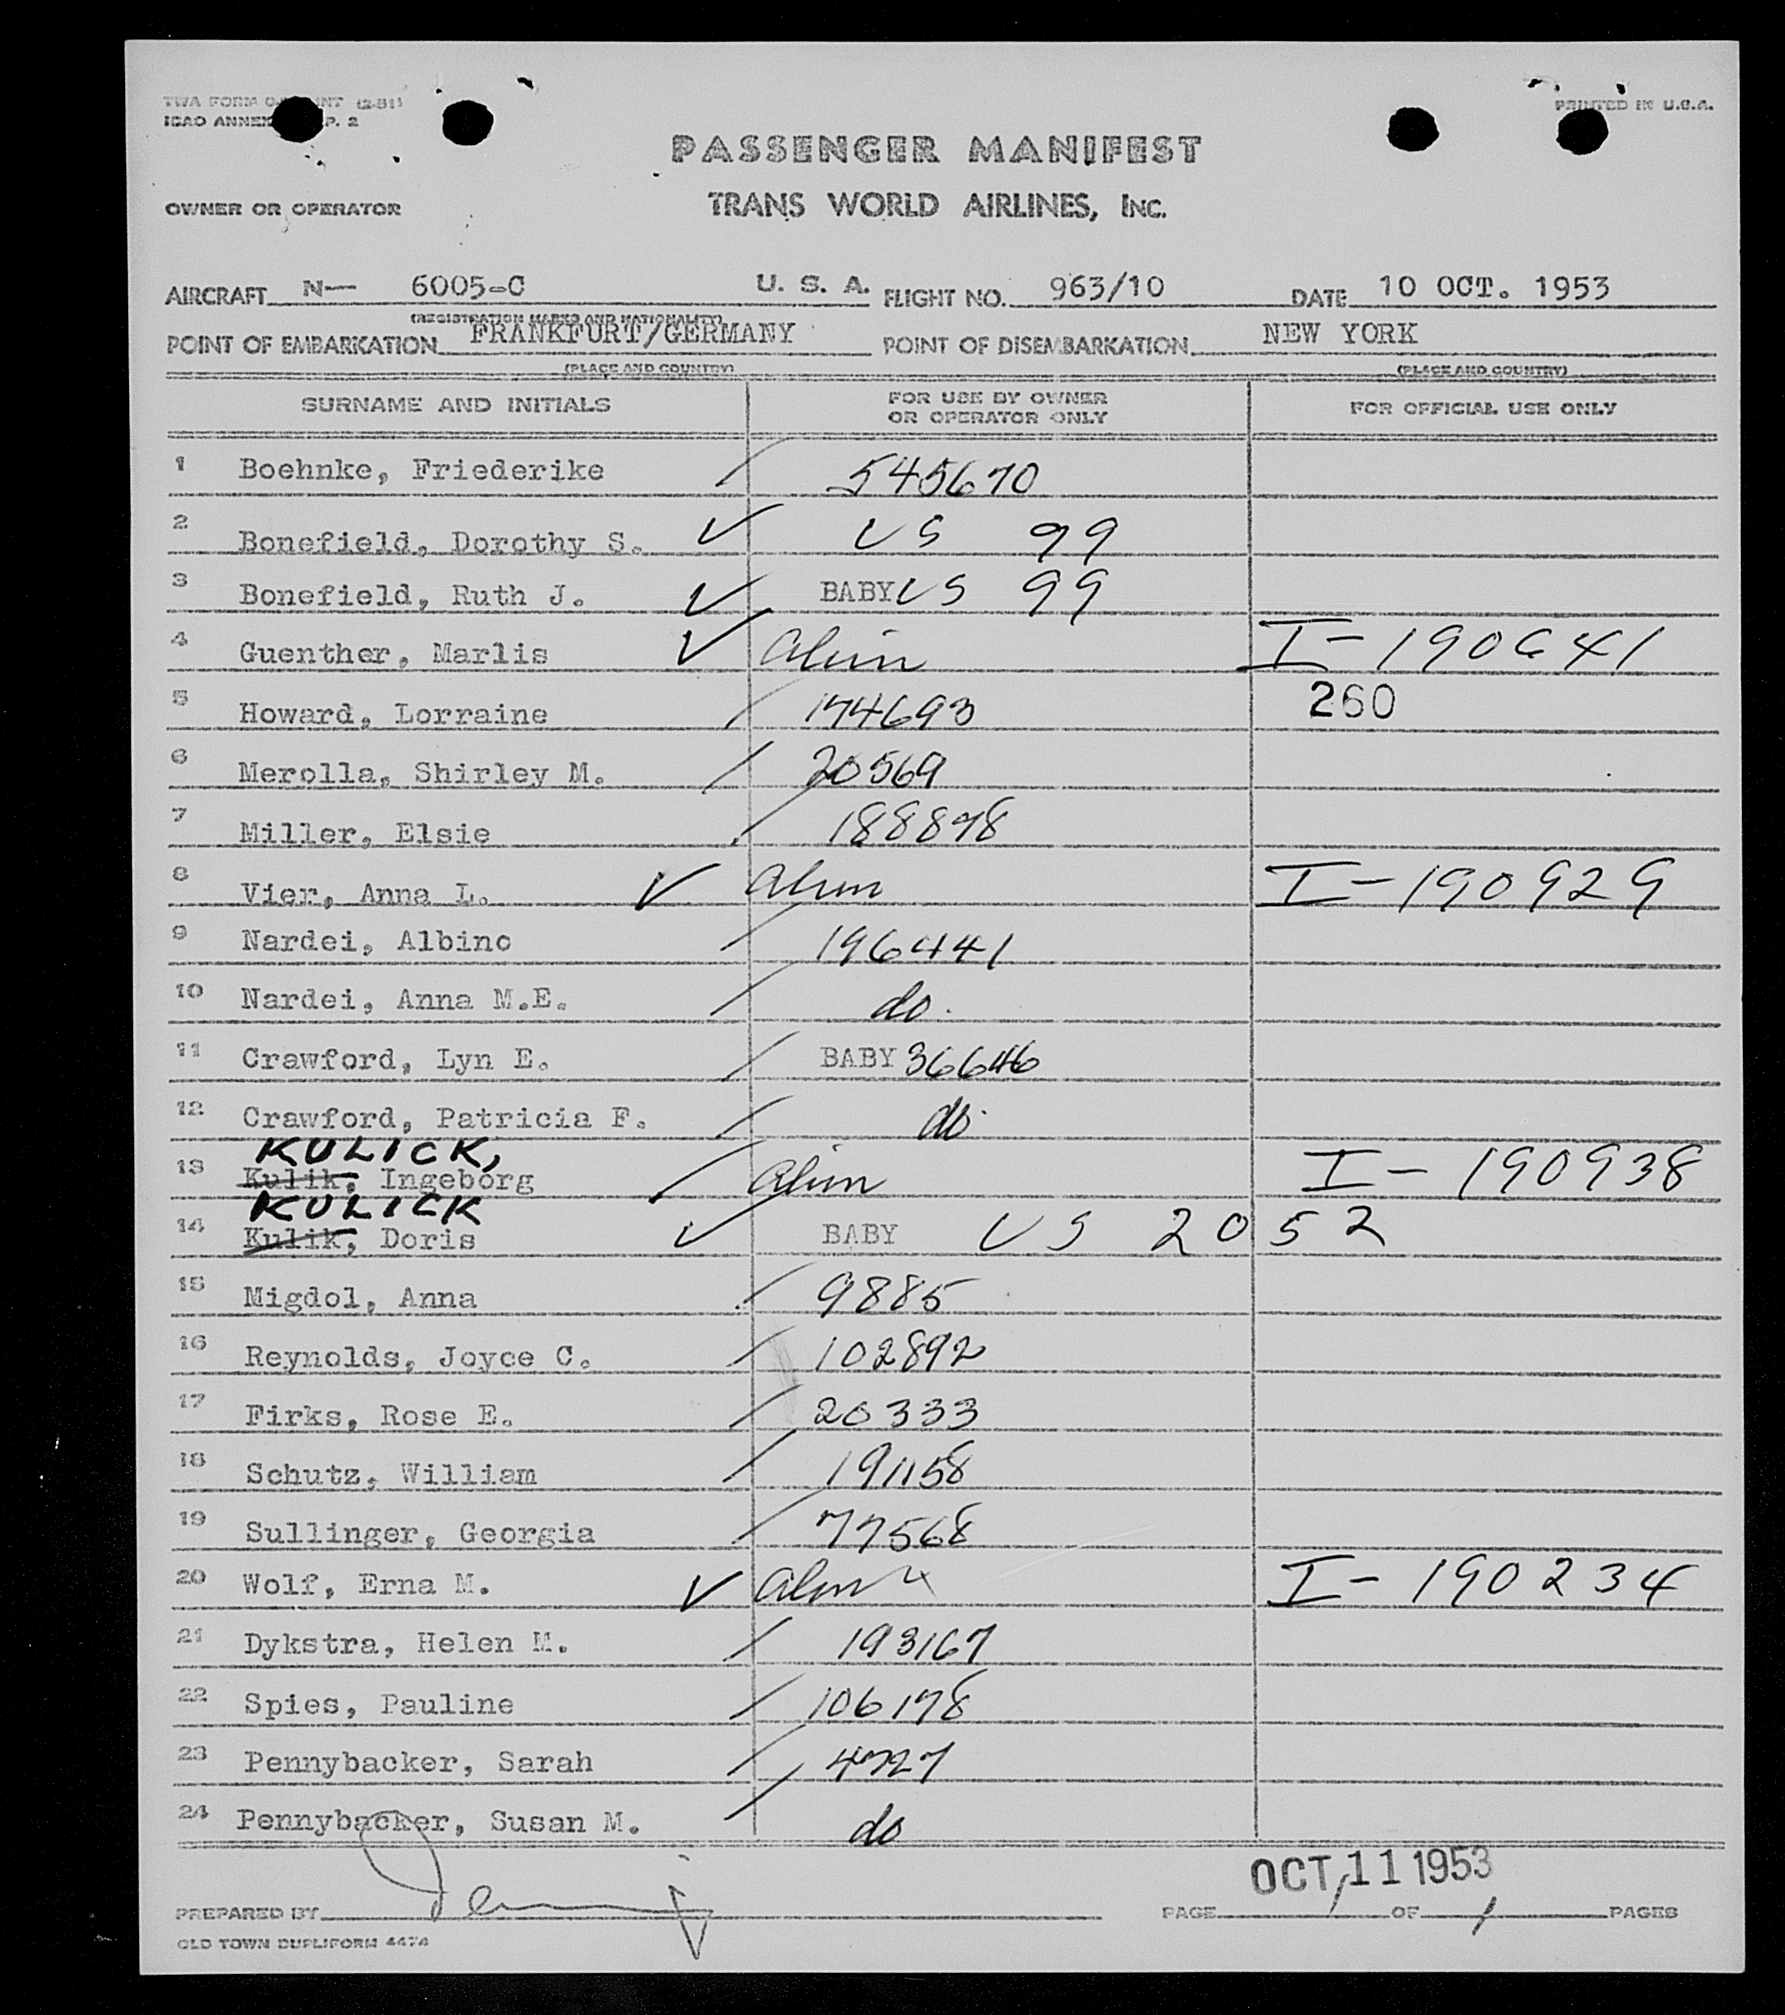 TWA FORM
ICAO ANNEX P. 2
PRINTED IN U.S.A.
PASSENGER MANIFEST
OWNER OR OPERATOR
TRANS WORLD AIRLINES, INC.
AIRCRAFT N— 6005-C U. S. A. FLIGHT NO. 963/10 DATE 10 OCT. 1953
(REGISTRATION MARKS AND NATIONALITY)
POINT OF EMBARKATION FRANKFURT/GERMANY POINT OF DISEMBARKATION NEW YORK
(PLACE AND COUNTRY) (PLACE AND COUNTRY)
SURNAME AND INITIALS FOR USE BY OWNER OR OPERATOR ONLY FOR OFFICIAL USE ONLY
1 Boehnke, Friederike / 545670
2 Bonefield, Dorothy S. ✓ US 99
3 Bonefield, Ruth J. ✓ BABY US 99
4 Guenther, Marlis ✓ Alien I-190641
5 Howard, Lorraine / 174693 260
6 Merolla, Shirley M. / 20569
7 Miller, Elsie / 188878
8 Vier, Anna L. ✓ Alien I-190929
9 Nardei, Albino / 196441
10 Nardei, Anna M.E. / do.
11 Crawford, Lyn E. / BABY 36646
12 Crawford, Patricia F. / do.
KULICK,
13 Kulik, Ingeborg / Alien I-190938
KULICK
14 Kulik, Doris ✓ BABY US 2052
15 Migdol, Anna / 9885
16 Reynolds, Joyce C. / 102892
17 Firks, Rose E. / 20333
18 Schutz, William / 191158
19 Sullinger, Georgia / 77568
20 Wolf, Erna M. ✓ Alien I-190234
21 Dykstra, Helen M. / 193167
22 Spies, Pauline / 106178
23 Pennybacker, Sarah / 4727
24 Pennybacker, Susan M. / do
OCT 11 1953
PREPARED BY PAGE 1 OF 1 PAGES
OLD TOWN DUPLIFORM 4474